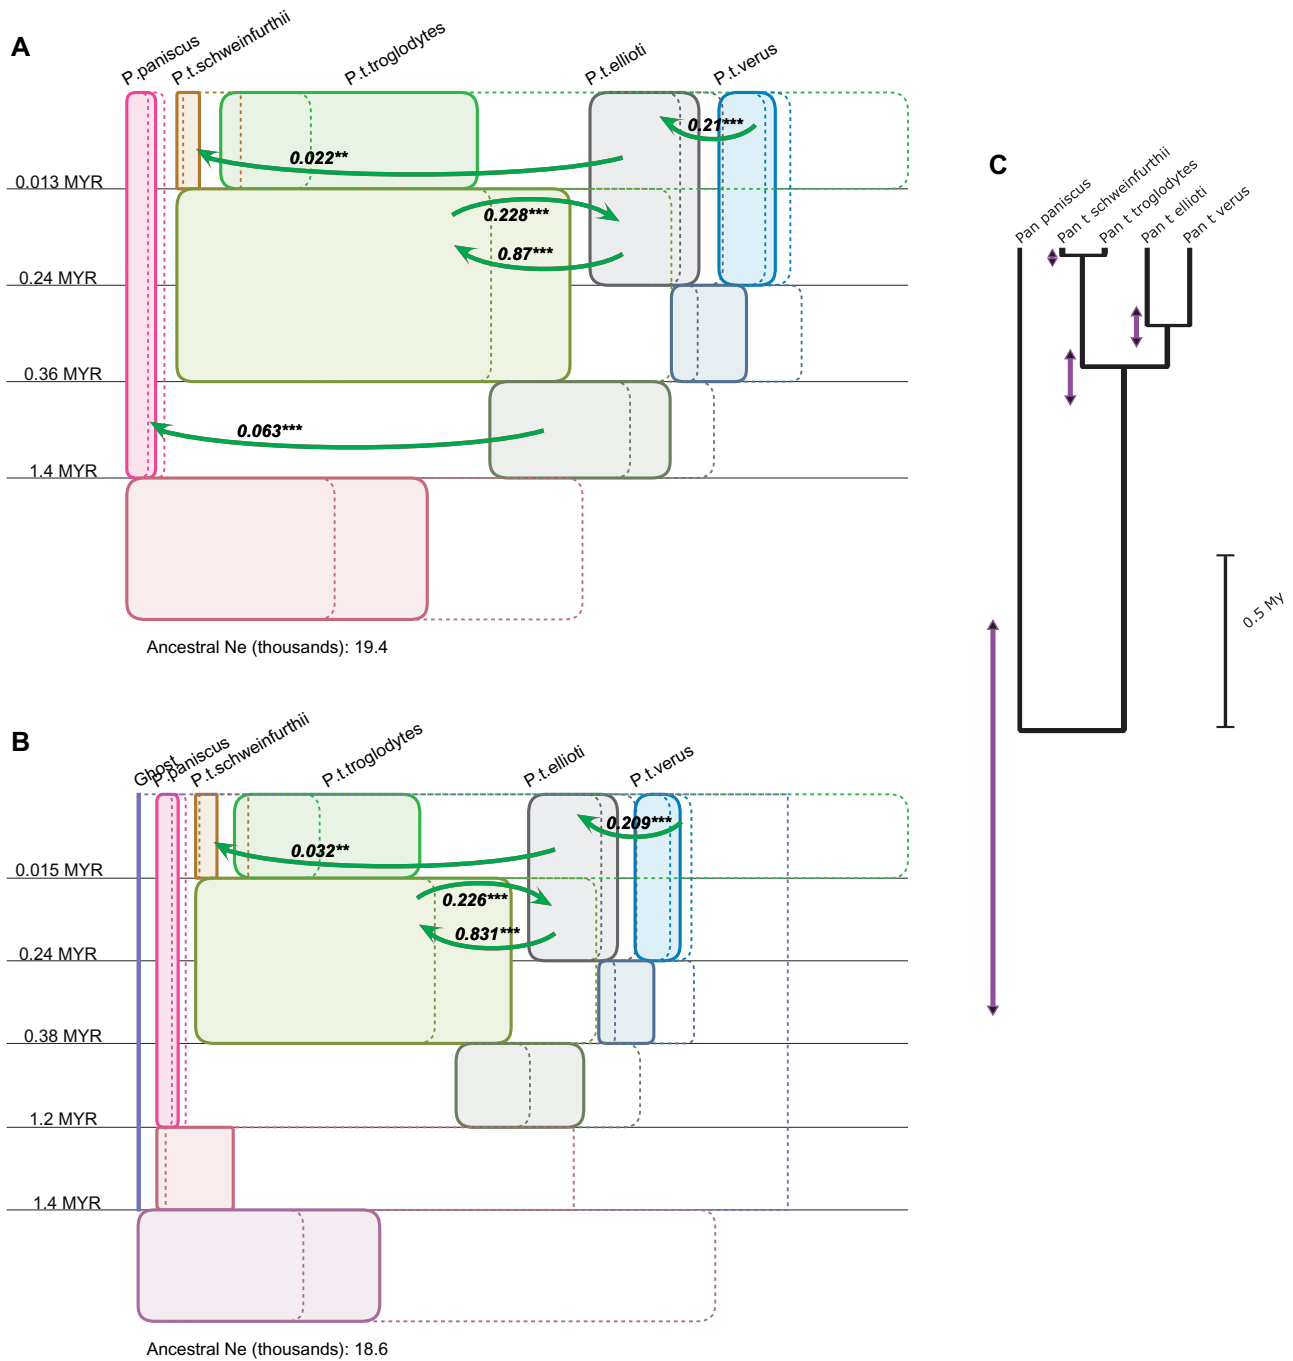 A
P.paniscus
P.t.schweinfurthii
P.t.troglodytes
P.t.ellioti
P.t.verus
0.21***
0.022**
0.013 MYR
0.228***
0.87***
0.24 MYR
0.36 MYR
0.063***
1.4 MYR
Ancestral Ne (thousands): 19.4
B
Ghost
P.paniscus
P.t.schweinfurthii
P.t.troglodytes
P.t.ellioti
P.t.verus
0.209***
0.032**
0.015 MYR
0.226***
0.831***
0.24 MYR
0.38 MYR
1.2 MYR
1.4 MYR
Ancestral Ne (thousands): 18.6
C
Pan paniscus
Pan t schweinfurthii
Pan t troglodytes
Pan t ellioti
Pan t verus
0.5 My